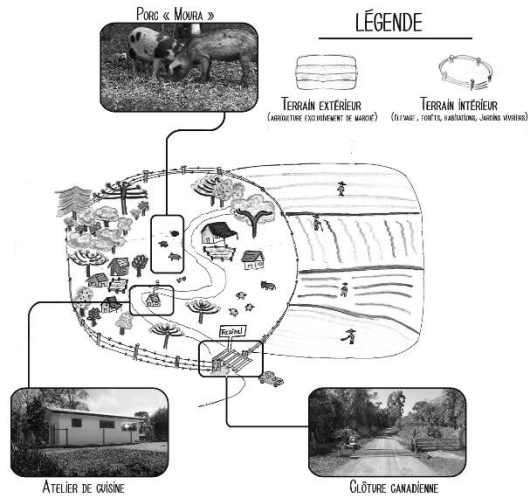 PORC « MOURA »
LÉGENDE
TERRAIN EXTÉRIEUR
(AGRICULTURE EXCLUSIVEMENT DE MARCHÉ)
TERRAIN INTÉRIEUR
(ÉLEVAGE, FORÊTS, HABITATIONS, JARDINS VIVRIERS)
FAXINAL
ATELIER DE CUISINE
CLÔTURE CANADIENNE